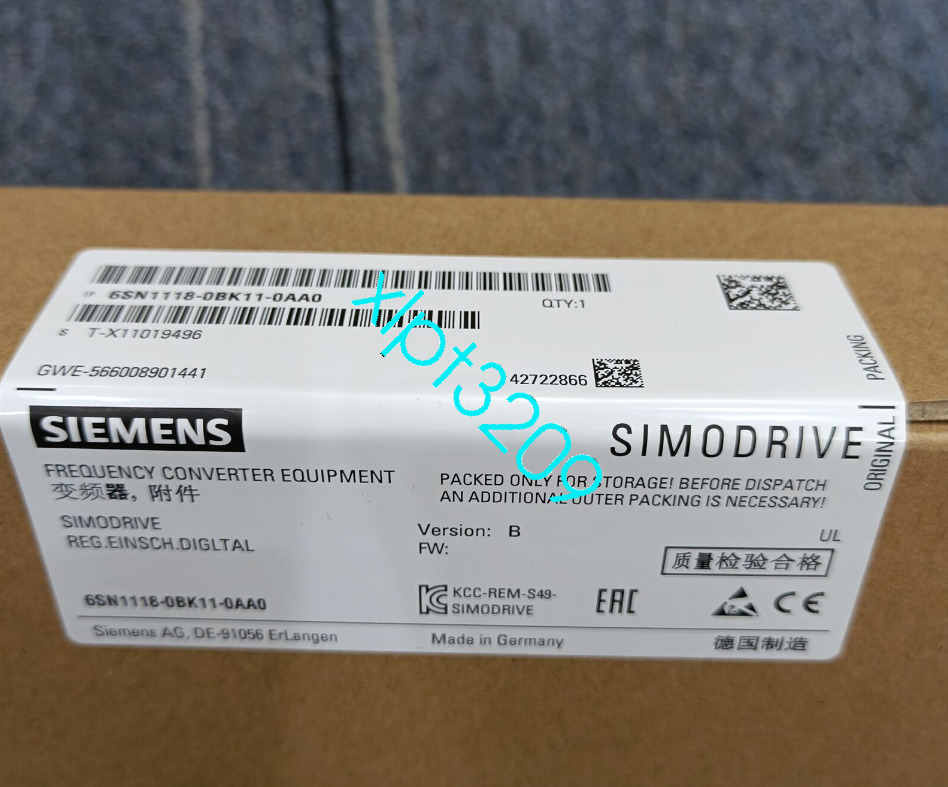 1P 6SN1118-0BK11-0AA0
QTY:1
S T-X11019496
GWE-566008901441
42722866
ORIGINAL PACKING
SIEMENS
SIMODRIVE
FREQUENCY CONVERTER EQUIPMENT
变频器, 附件
PACKED ONLY FOR STORAGE! BEFORE DISPATCH
AN ADDITIONAL OUTER PACKING IS NECESSARY!
SIMODRIVE
REG.EINSCH.DIGLTAL
Version: B
FW:
UL
质量检验合格
6SN1118-0BK11-0AA0
KCC-REM-S49-
SIMODRIVE
EAC
CE
Siemens AG, DE-91056 ErLangen
Made in Germany
德国制造
xlpt3209